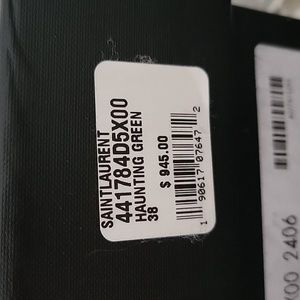 SAINTLAURENT
441784D5X00
HAUNTING GREEN
38
$ 945.00
1 90617 07647 2
00 2406